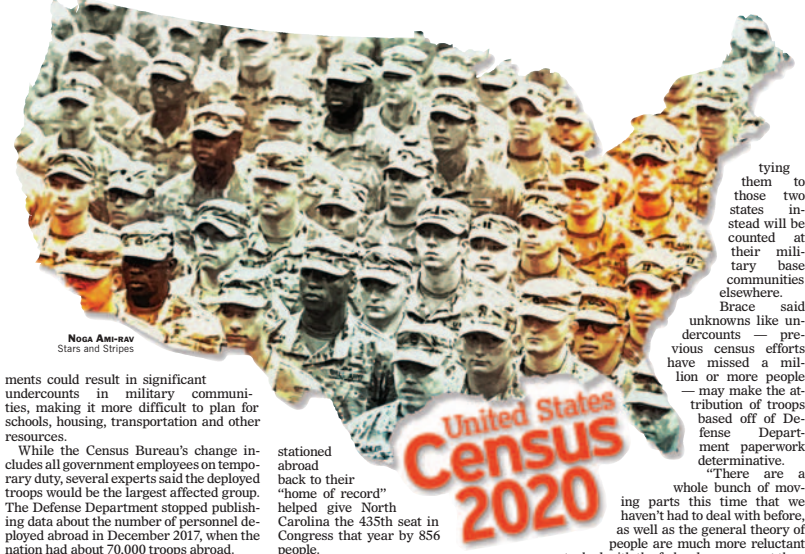 NOGA AMI-RAV
Stars and Stripes
ments could result in significant
undercounts in military communi-
ties, making it more difficult to plan for
schools, housing, transportation and other
resources.
While the Census Bureau's change in-
cludes all government employees on tempo-
rary duty, several experts said the deployed
troops would be the largest affected group.
The Defense Department stopped publish-
ing data about the number of personnel de-
ployed abroad in December 2017, when the
nation had about 70,000 troops abroad.
stationed
abroad
back to their
"home of record"
helped give North
Carolina the 435th seat in
Congress that year by 856
people.
United States
Census
2020
tying
them to
those two
states in-
stead will be
counted at
their mili-
tary base
communities
elsewhere.
Brace said
unknowns like un-
dercounts — pre-
vious census efforts
have missed a mil-
lion or more people
— may make the at-
tribution of troops
based off of De-
fense Depart-
ment paperwork
determinative.
"There are a
whole bunch of mov-
ing parts this time that we
haven't had to deal with before,
as well as the general theory of
people are much more reluctant